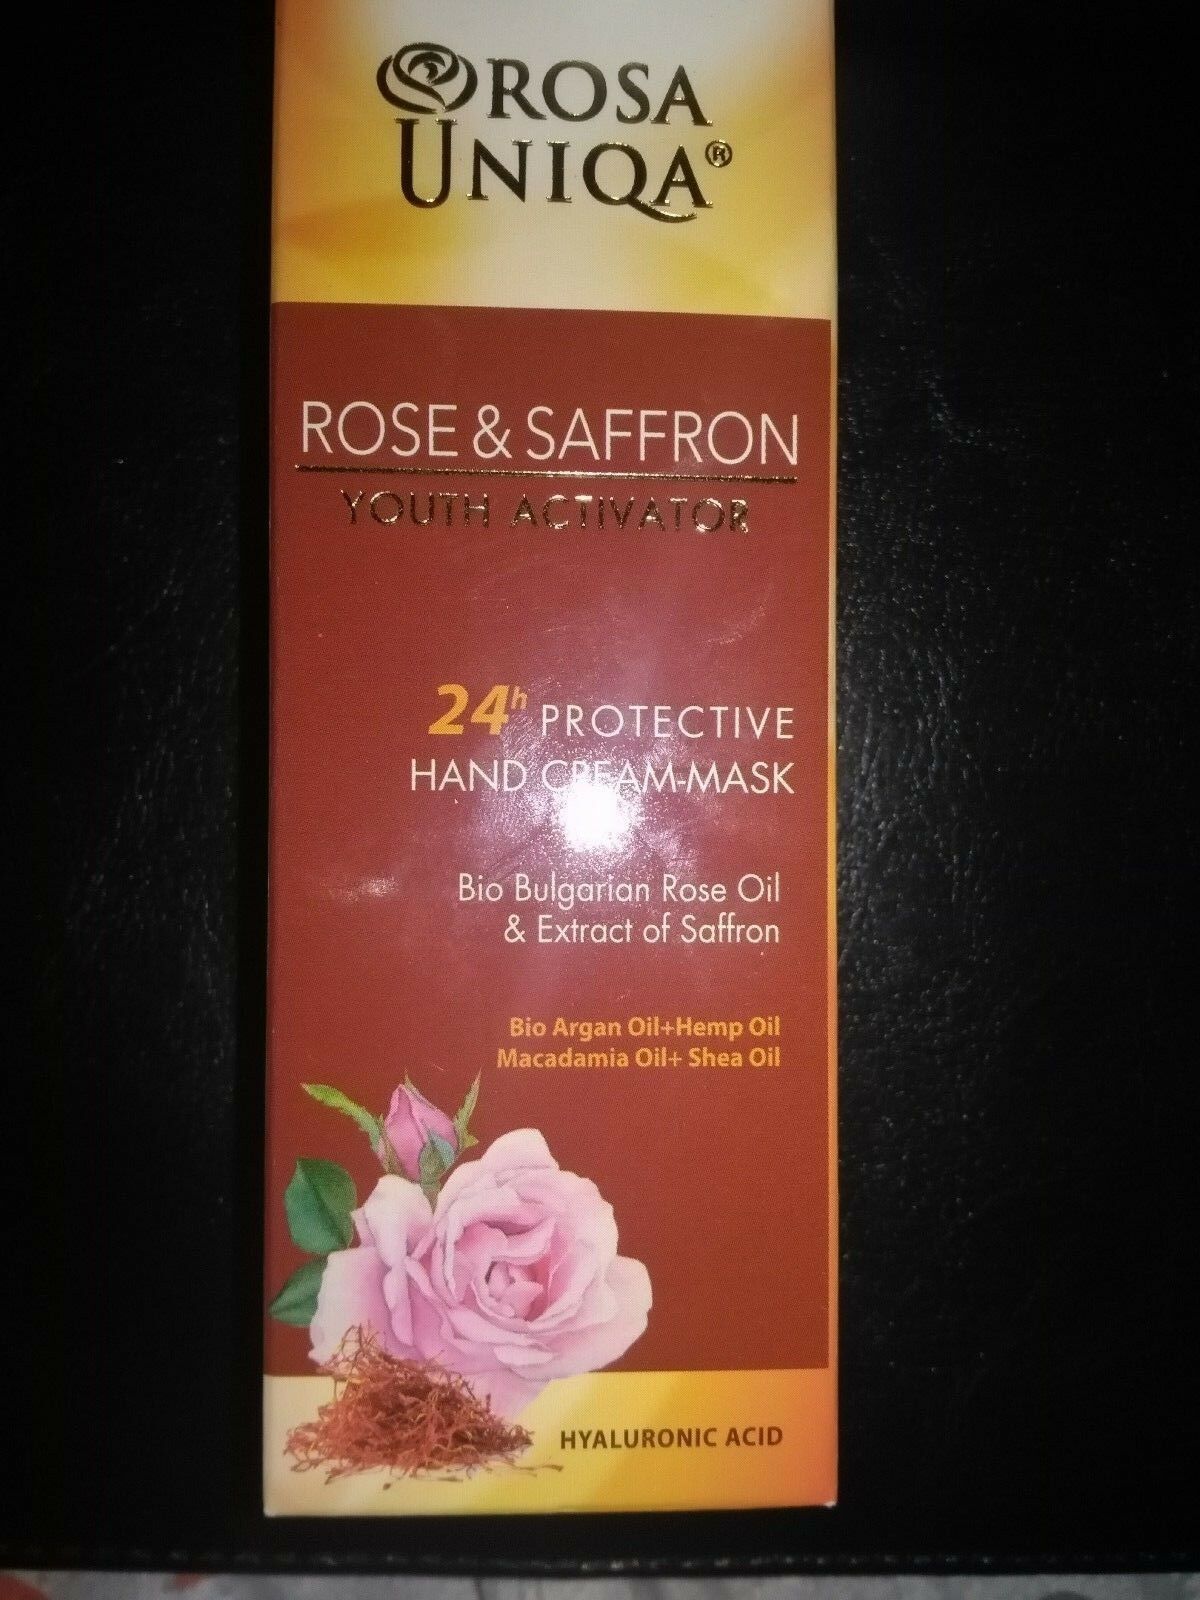 ROSA
UNIQA®
ROSE & SAFFRON
YOUTH ACTIVATOR
24h PROTECTIVE
HAND CREAM-MASK
Bio Bulgarian Rose Oil
& Extract of Saffron
Bio Argan Oil+Hemp Oil
Macadamia Oil+ Shea Oil
HYALURONIC ACID